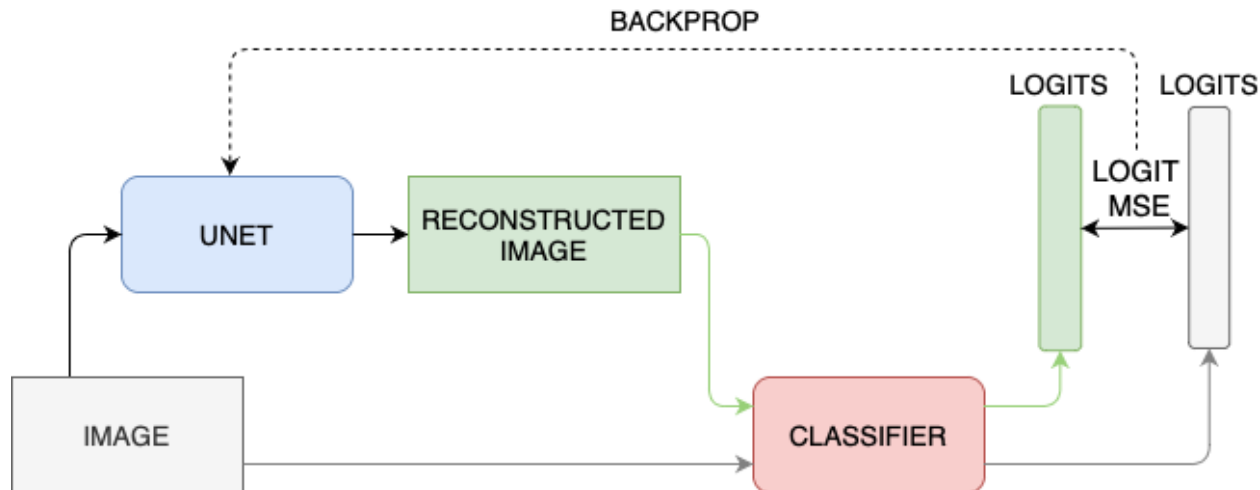 BACKPROP
LOGITS
LOGITS
LOGIT
MSE
UNET
RECONSTRUCTED
IMAGE
IMAGE
CLASSIFIER